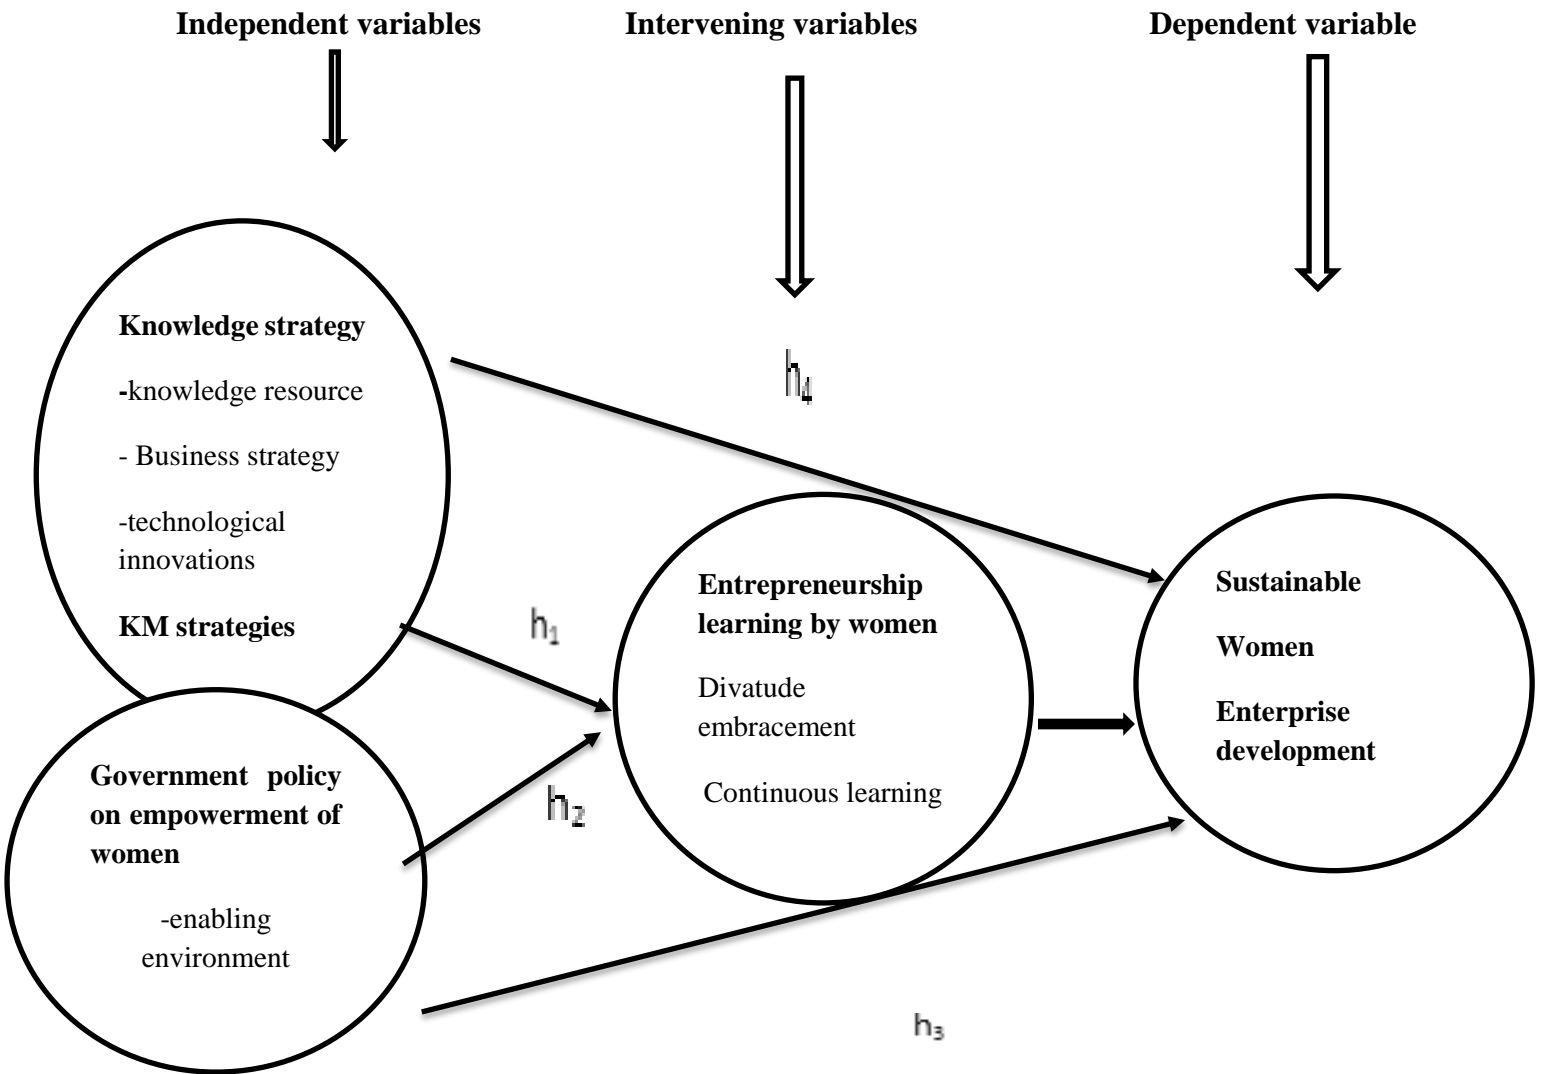 Independent variables
Intervening variables
Dependent variable
Knowledge strategy
-knowledge resource
- Business strategy
-technological
innovations
KM strategies
Government policy
on empowerment of
women
-enabling
environment
h₁
h₂
h₄
Entrepreneurship
learning by women
Divatude
embracement
Continuous learning
h₃
Sustainable
Women
Enterprise
development